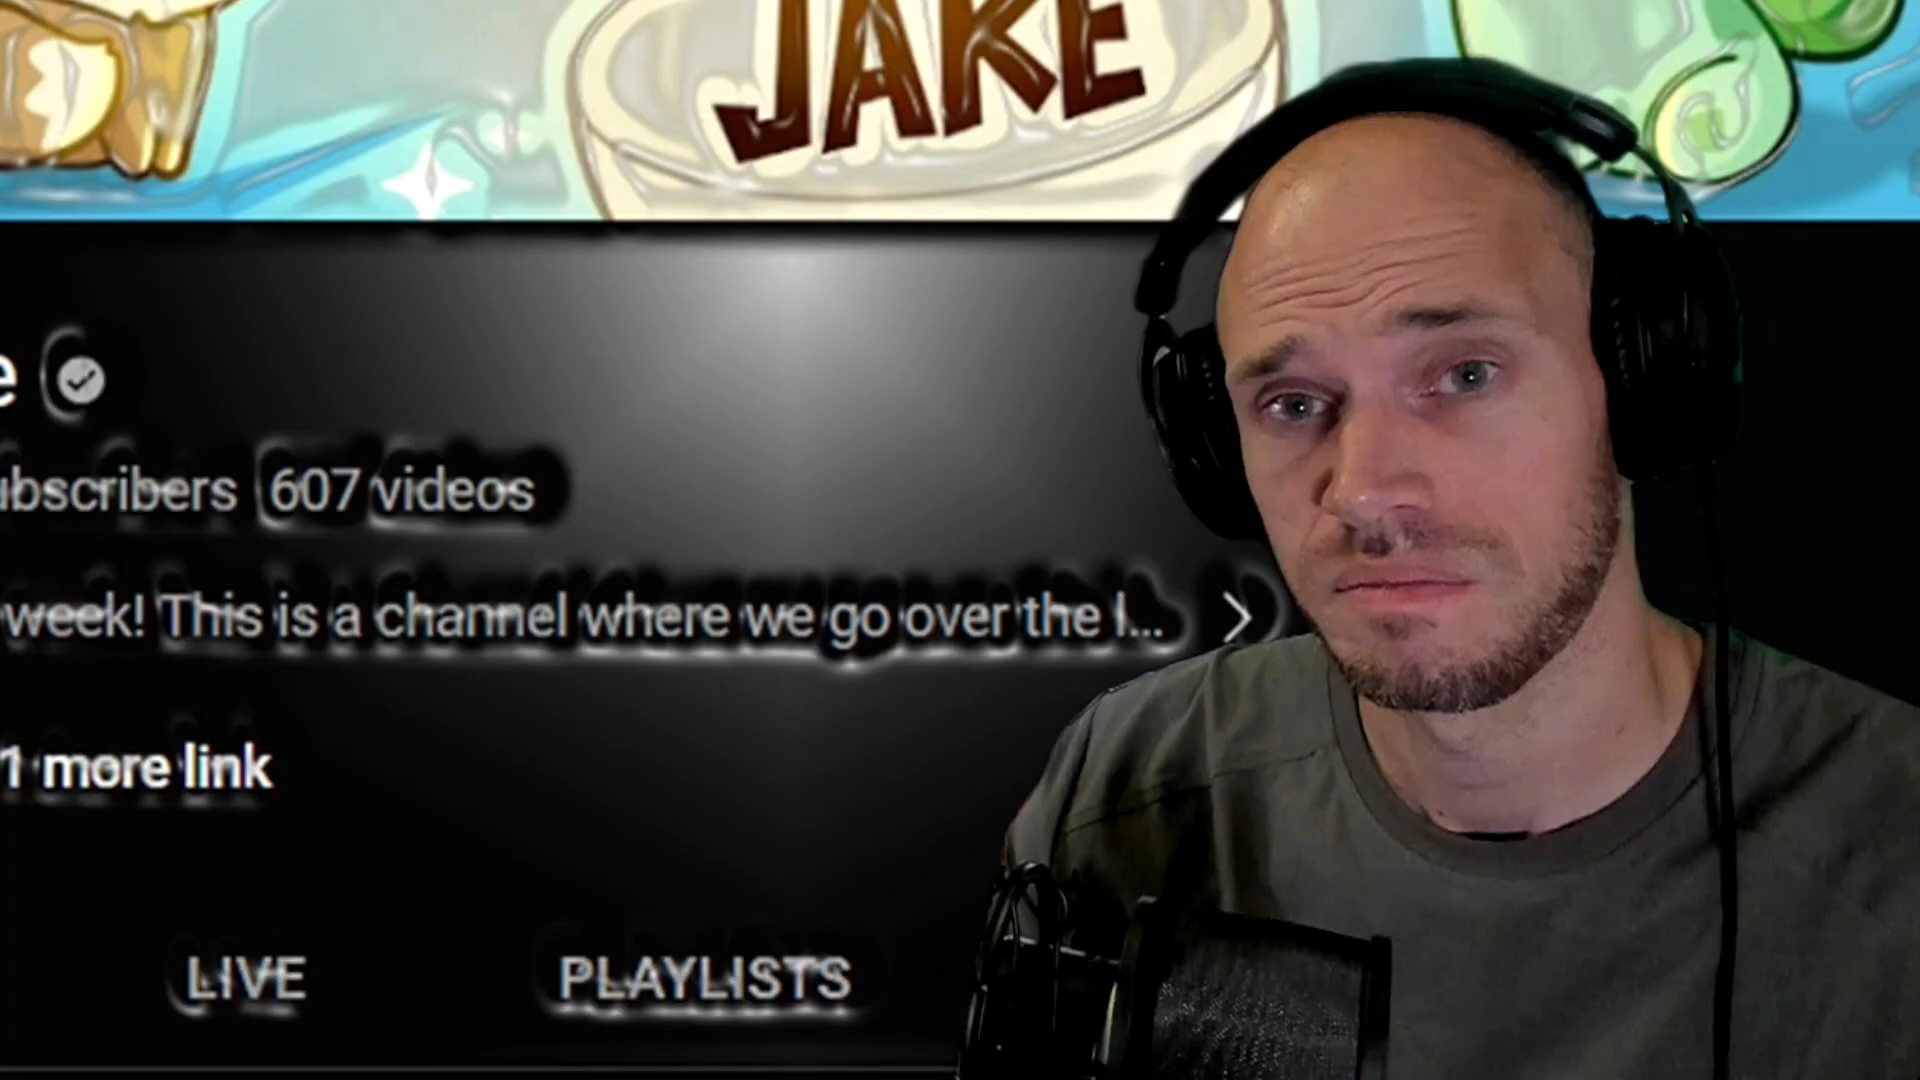 JAKE
e
ubscribers 607 videos
week! This is a channel where we go over the l...
1 more link
LIVE PLAYLISTS